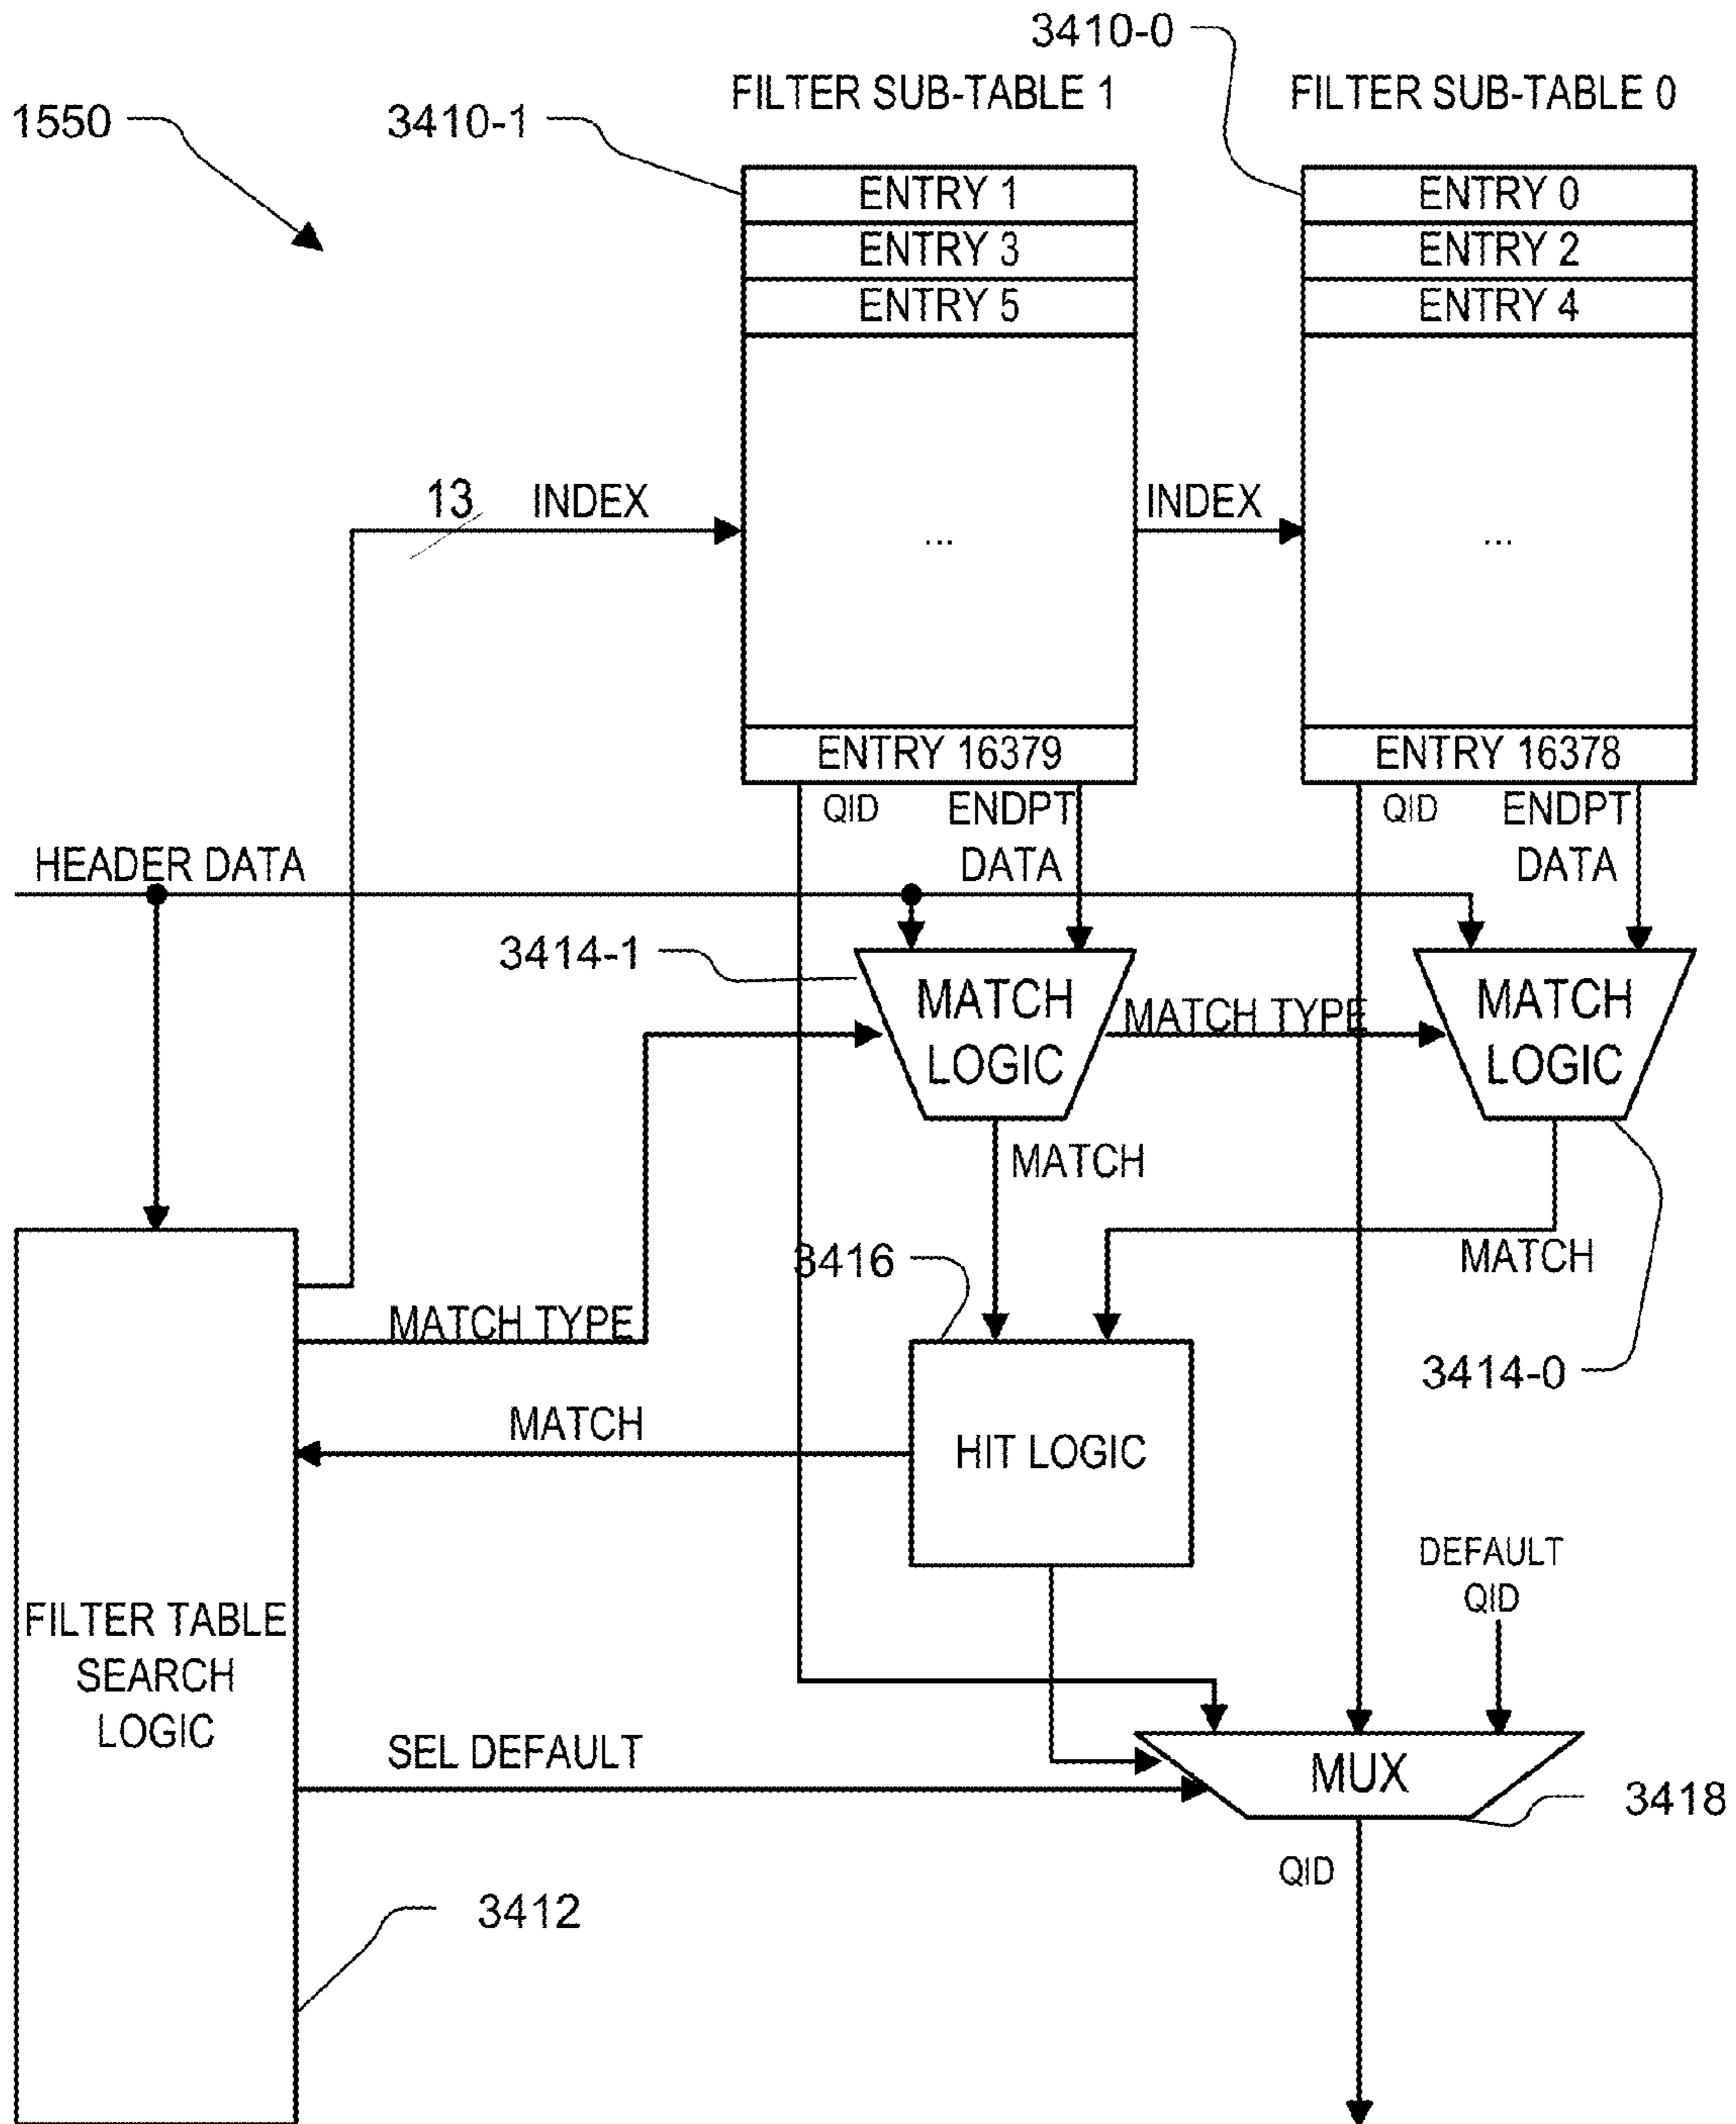 3410-0
FILTER SUB-TABLE 1
FILTER SUB-TABLE 0
1550
3410-1
ENTRY 1
ENTRY 0
ENTRY 3
ENTRY 2
ENTRY 5
ENTRY 4
13
INDEX
INDEX
...
...
ENTRY 16379
ENTRY 16378
QID
ENDPT
DATA
QID
ENDPT
DATA
HEADER DATA
3414-1
MATCH
LOGIC
MATCH TYPE
MATCH
LOGIC
MATCH
MATCH
3416
MATCH TYPE
3414-0
MATCH
HIT LOGIC
DEFAULT
QID
FILTER TABLE
SEARCH
LOGIC
SEL DEFAULT
MUX
3418
QID
3412